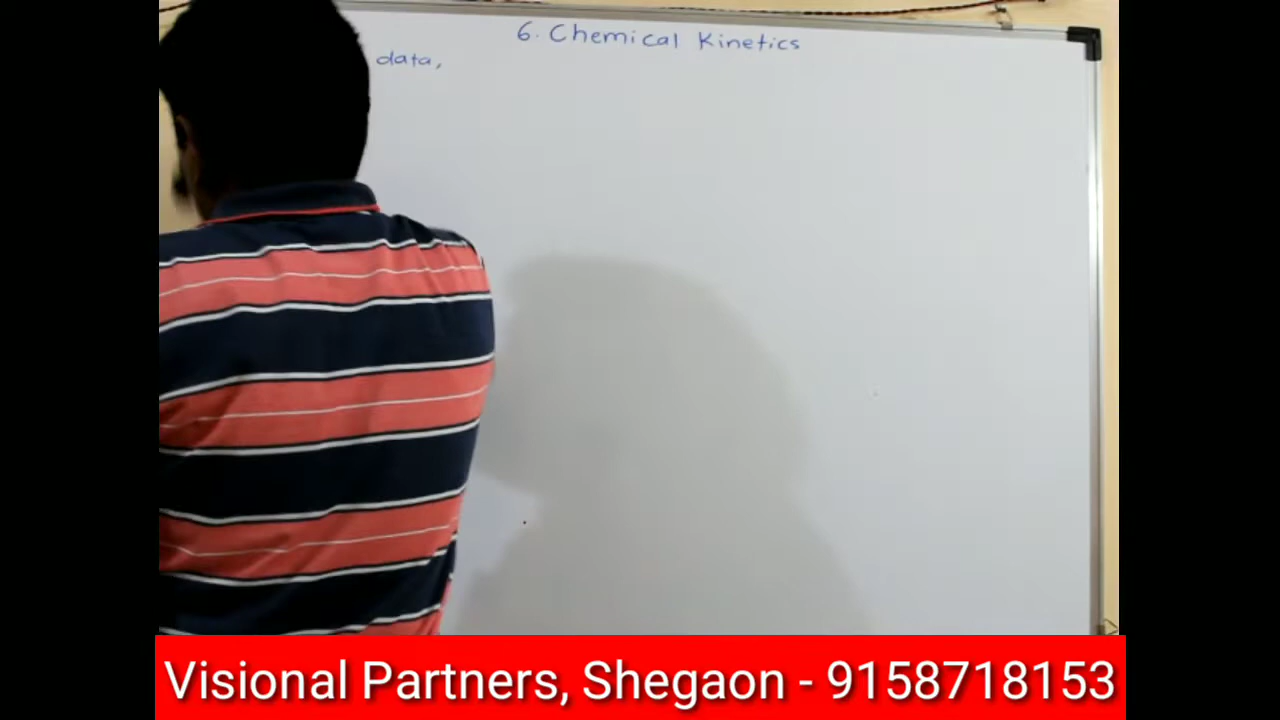 6. Chemical Kinetics
data,
Visional Partners, Shegaon - 9158718153